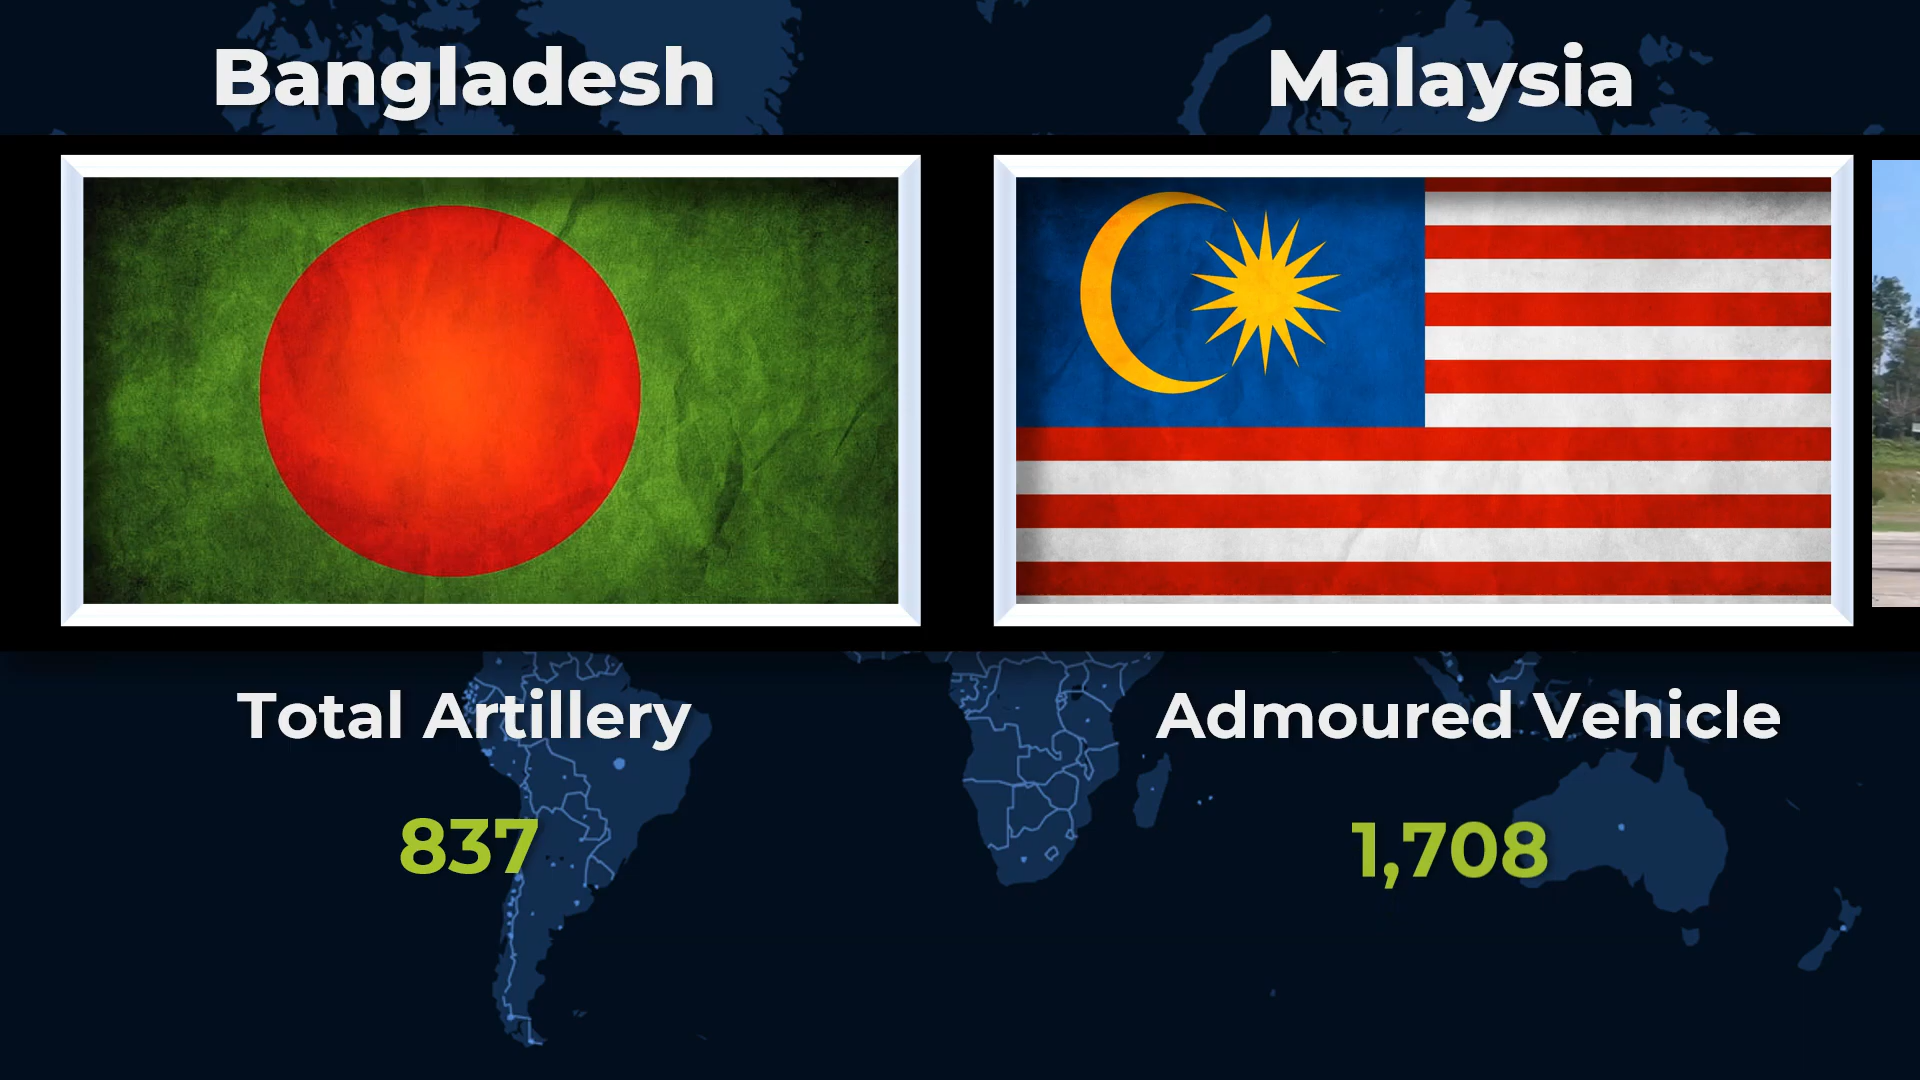 Bangladesh
Malaysia
Total Artillery
Admoured Vehicle
837
1,708